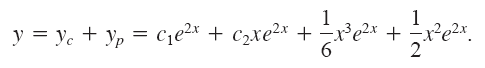 y = y_c + y_p = c_1e^{2x} + c_2xe^{2x} + \frac{1}{6}x^3e^{2x} + \frac{1}{2}x^2e^{2x}.